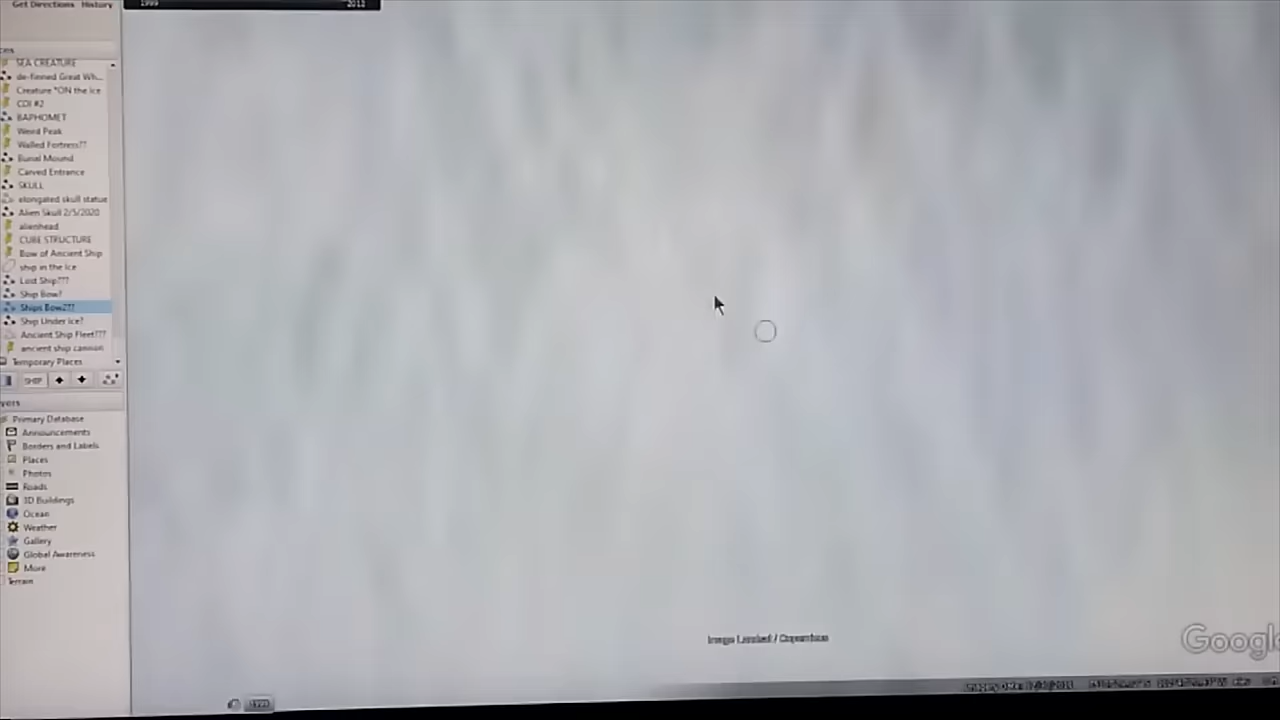 Get Directions History
1999 2013
SEA CREATURE
de-finned Great Wh...
Creature *ON the Ice
CDI #2
BAPHOMET
Weird Peak
Walled Fortress??
Burial Mound
Carved Entrance
SKULL
elongated skull statue
Alien Skull 2/5/2020
alienhead
CUBE STRUCTURE
Bow of Ancient Ship
ship in the Ice
Lost Ship???
Ship Bow?
Ships Bow???
Ship Under Ice?
Ancient Ship Fleet???
ancient ship cannon
Temporary Places
SHIP
Primary Database
Announcements
Borders and Labels
Places
Photos
Roads
3D Buildings
Ocean
Weather
Gallery
Global Awareness
More
Terrain
Image Landsat / Copernicus
Google
1999